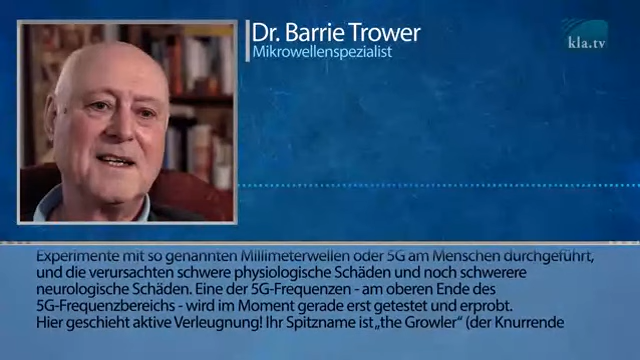 Dr. Barrie Trower
Mikrowellenspezialist
kla.tv
Experimente mit so genannten Millimeterwellen oder 5G am Menschen durchgeführt,
und die verursachten schwere physiologische Schäden und noch schwerere
neurologische Schäden. Eine der 5G-Frequenzen - am oberen Ende des
5G-Frequenzbereichs - wird im Moment gerade erst getestet und erprobt.
Hier geschieht aktive Verleugnung! Ihr Spitzname ist „the Growler“ (der Knurrende